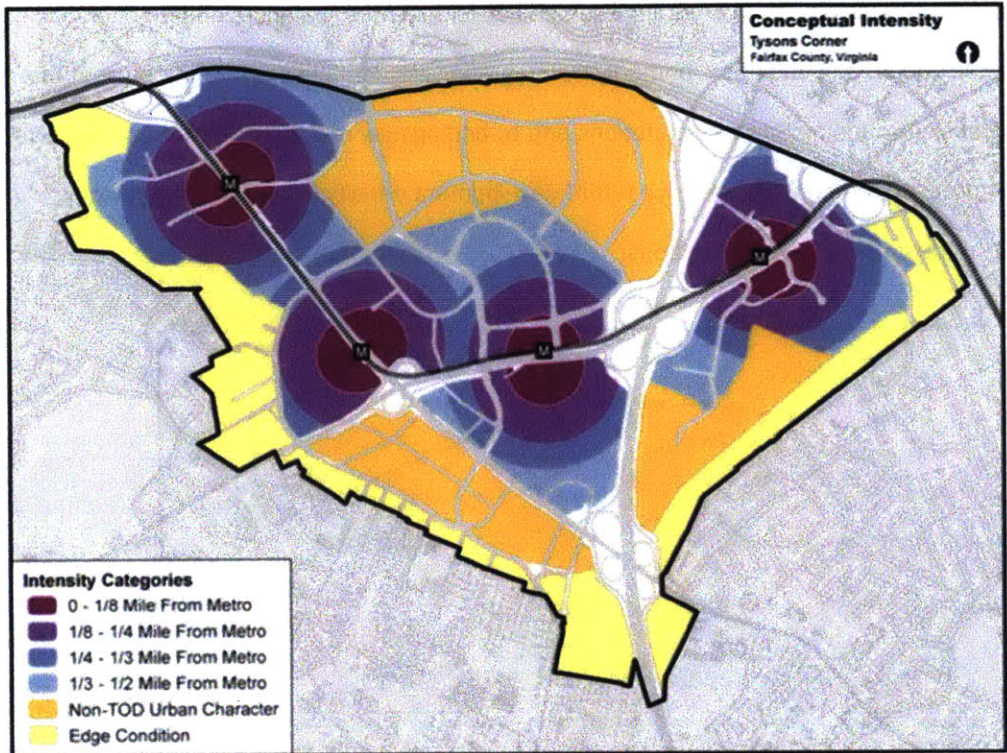 Conceptual Intensity
Tysons Corner
Fairfax County, Virginia
M
M
M
M
Intensity Categories
0 - 1/8 Mile From Metro
1/8 - 1/4 Mile From Metro
1/4 - 1/3 Mile From Metro
1/3 - 1/2 Mile From Metro
Non-TOD Urban Character
Edge Condition